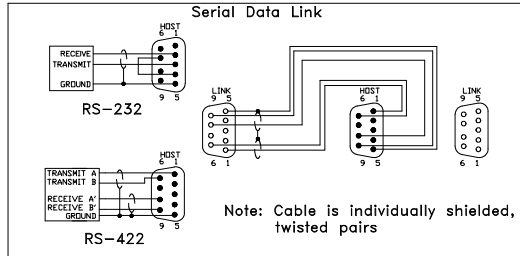 Serial Data Link
HOST
6 1
RECEIVE
TRANSMIT
GROUND
9 5
RS-232
LINK
9 5
6 1
HOST
6 1
9 5
LINK
9 5
6 1
HOST
6 1
TRANSMIT A
TRANSMIT B
RECEIVE A'
RECEIVE B'
GROUND
9 5
RS-422
Note: Cable is individually shielded,
twisted pairs